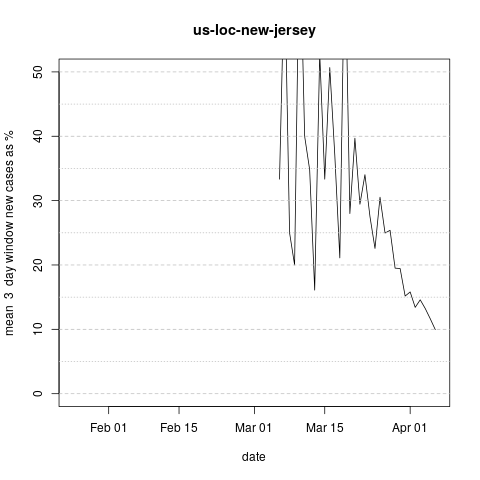 us-loc-new-jersey
mean 3 day window new cases as %
50
40
30
20
10
0
Feb 01 Feb 15 Mar 01 Mar 15 Apr 01
date